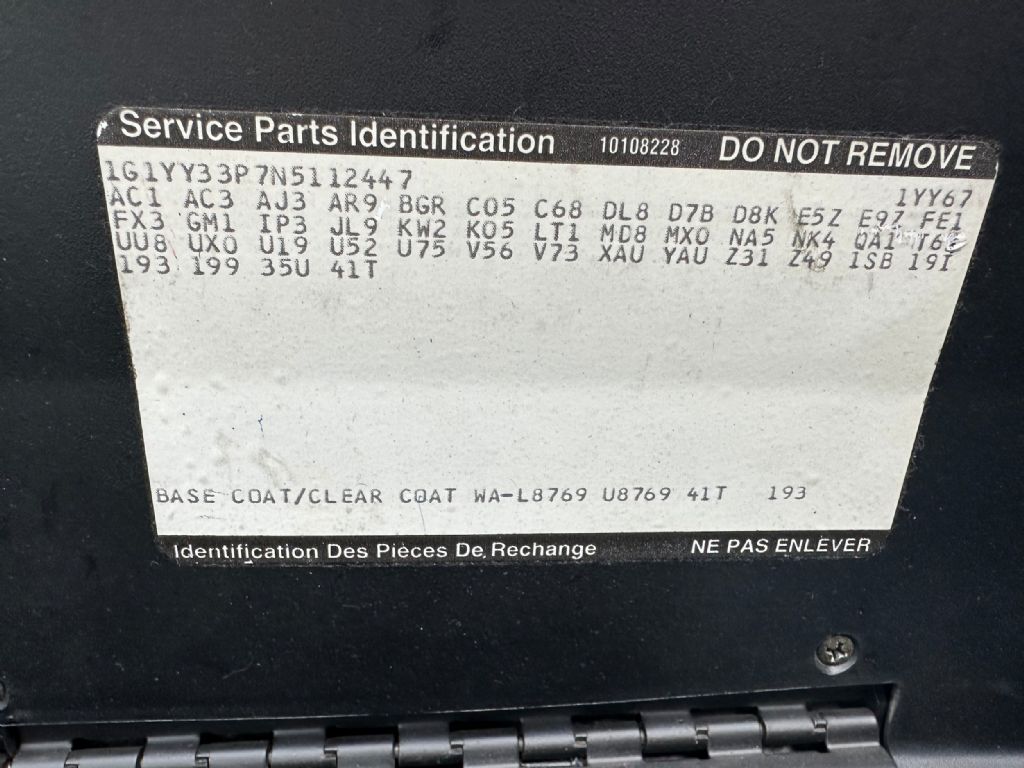 Service Parts Identification 10108228 DO NOT REMOVE
1G1YY33P7N5112447 1YY67
AC1 AC3 AJ3 AR9 BGR C05 C68 DL8 D7B D8K E5Z E9Z FE1
FX3 GM1 IP3 JL9 KW2 K05 LT1 MD8 MX0 NA5 NK4 QA1
UU8 UX0 U19 U52 U75 V56 V73 XAU YAU Z31 Z49 1SB 19I
193 199 35U 41T
BASE COAT/CLEAR COAT WA-L8769 U8769 41T 193
Identification Des Pièces De Rechange NE PAS ENLEVER